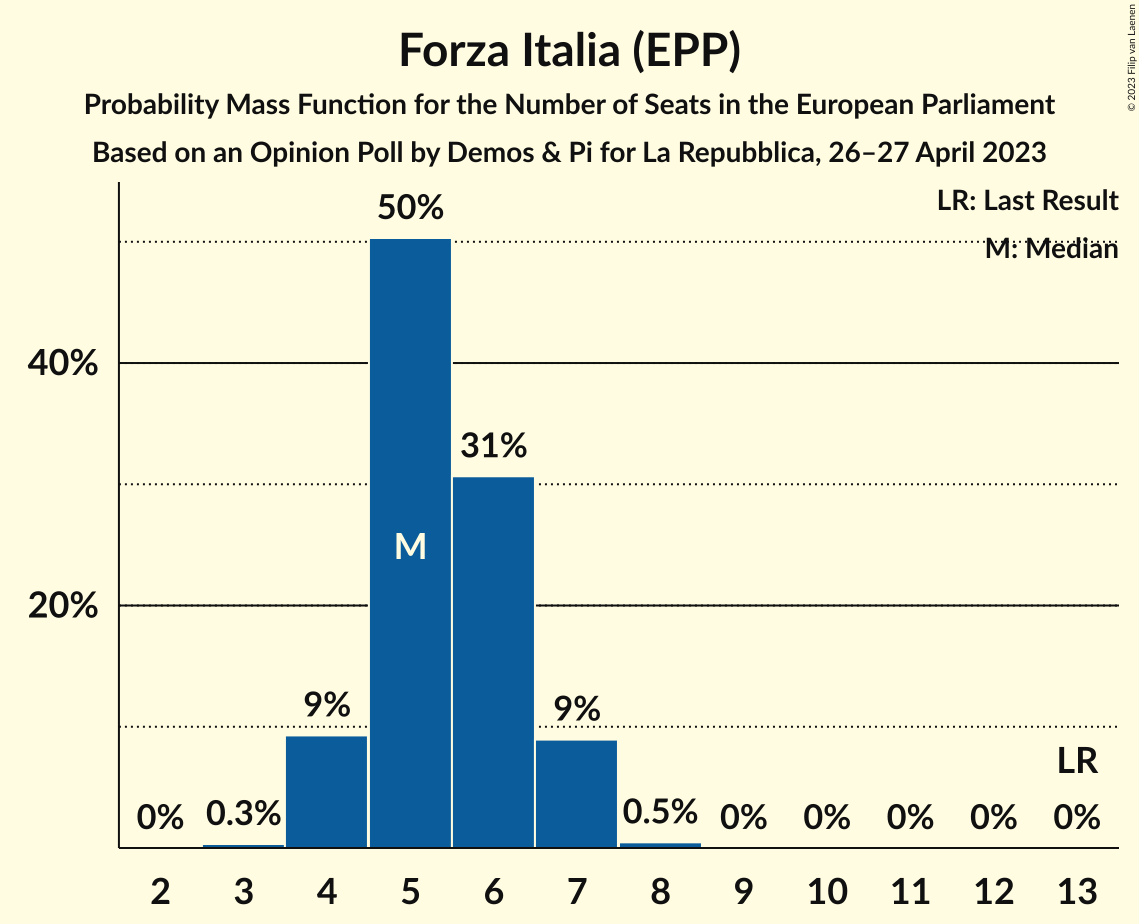 Forza Italia (EPP)
Probability Mass Function for the Number of Seats in the European Parliament
Based on an Opinion Poll by Demos & Pi for La Repubblica, 26–27 April 2023
© 2023 Filip van Laenen
LR: Last Result
M: Median
50%
40%
31%
M
20%
9%
9%
LR
0%
0.3%
0.5%
0%
0%
0%
0%
0%
2 3 4 5 6 7 8 9 10 11 12 13